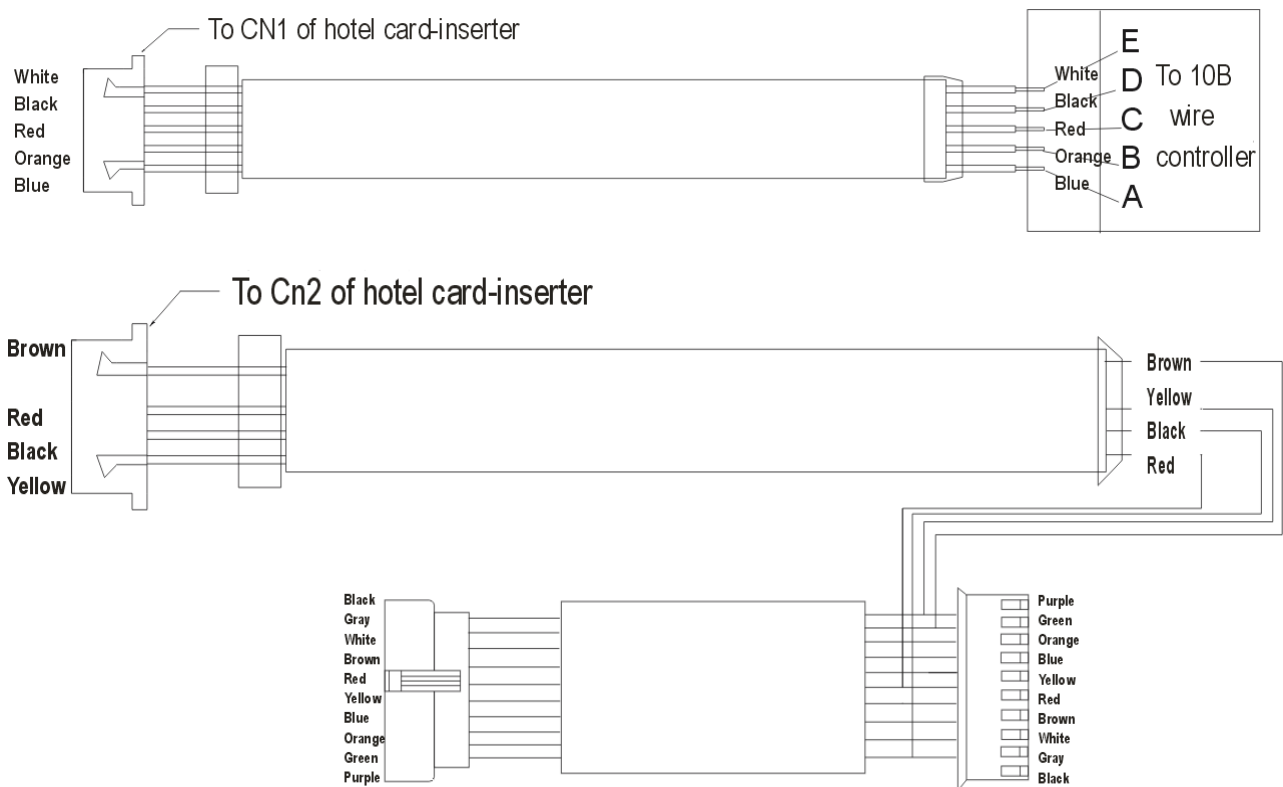 To CN1 of hotel card-inserter
White
Black
Red
Orange
Blue
White
Black
Red
Orange
Blue
E
D
C
B
A
To 10B
wire
controller
To Cn2 of hotel card-inserter
Brown
Red
Black
Yellow
Brown
Yellow
Black
Red
Black
Gray
White
Brown
Red
Yellow
Blue
Orange
Green
Purple
Purple
Green
Orange
Blue
Yellow
Red
Brown
White
Gray
Black